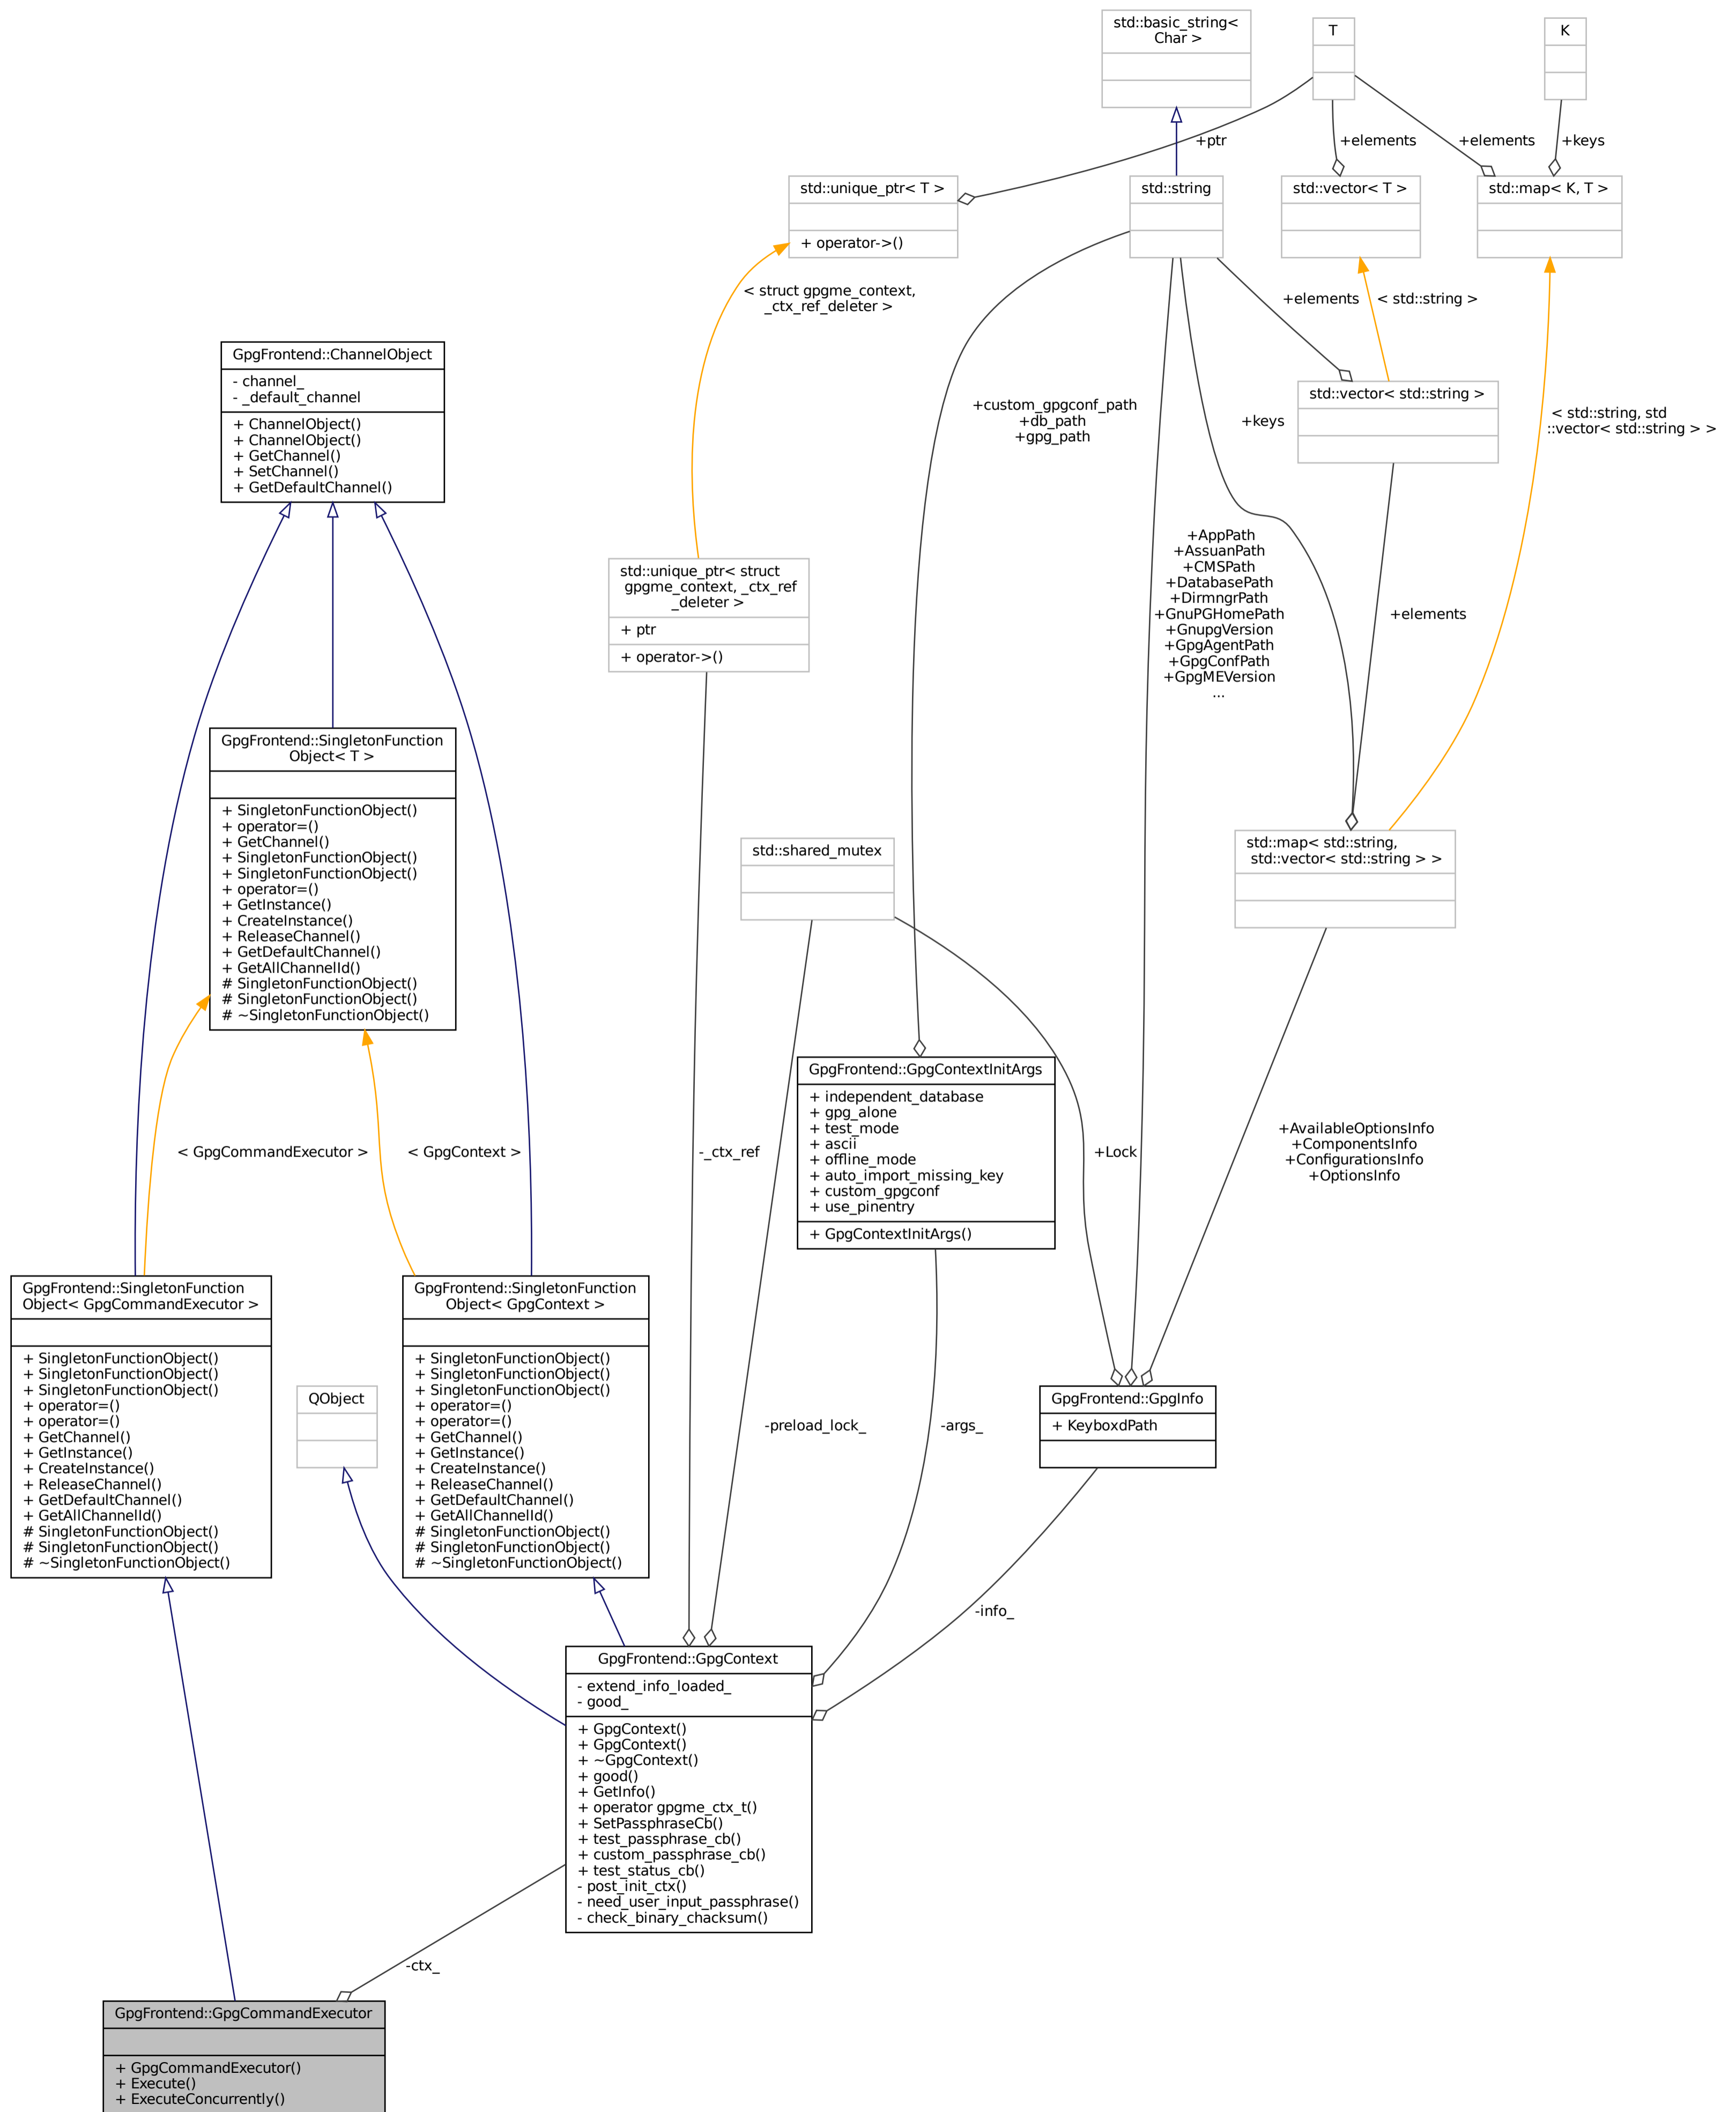 std::basic_string<
Char >
T
K
+ptr
+elements
+elements
+keys
std::unique_ptr< T >
+ operator->()
std::string
std::vector< T >
std::map< K, T >
< struct gpgme_context,
_ctx_ref_deleter >
+elements
< std::string >
GpgFrontend::ChannelObject
- channel_
- _default_channel
+ ChannelObject()
+ ChannelObject()
+ GetChannel()
+ SetChannel()
+ GetDefaultChannel()
+custom_gpgconf_path
+db_path
+gpg_path
+keys
std::vector< std::string >
< std::string, std
::vector< std::string > >
std::unique_ptr< struct
gpgme_context, _ctx_ref
_deleter >
+ ptr
+ operator->()
+AppPath
+AssuanPath
+CMSPath
+DatabasePath
+DirmngrPath
+GnuPGHomePath
+GnupgVersion
+GpgAgentPath
+GpgConfPath
+GpgMEVersion
...
+elements
GpgFrontend::SingletonFunction
Object< T >
+ SingletonFunctionObject()
+ operator=()
+ GetChannel()
+ SingletonFunctionObject()
+ SingletonFunctionObject()
+ operator=()
+ GetInstance()
+ CreateInstance()
+ ReleaseChannel()
+ GetDefaultChannel()
+ GetAllChannelId()
# SingletonFunctionObject()
# SingletonFunctionObject()
# ~SingletonFunctionObject()
std::shared_mutex
std::map< std::string,
std::vector< std::string > >
GpgFrontend::GpgContextInitArgs
+ independent_database
+ gpg_alone
+ test_mode
+ ascii
+ offline_mode
+ auto_import_missing_key
+ custom_gpgconf
+ use_pinentry
+ GpgContextInitArgs()
< GpgCommandExecutor >
< GpgContext >
-_ctx_ref
+Lock
+AvailableOptionsInfo
+ComponentsInfo
+ConfigurationsInfo
+OptionsInfo
GpgFrontend::SingletonFunction
Object< GpgCommandExecutor >
+ SingletonFunctionObject()
+ SingletonFunctionObject()
+ SingletonFunctionObject()
+ operator=()
+ operator=()
+ GetChannel()
+ GetInstance()
+ CreateInstance()
+ ReleaseChannel()
+ GetDefaultChannel()
+ GetAllChannelId()
# SingletonFunctionObject()
# SingletonFunctionObject()
# ~SingletonFunctionObject()
QObject
GpgFrontend::SingletonFunction
Object< GpgContext >
+ SingletonFunctionObject()
+ SingletonFunctionObject()
+ SingletonFunctionObject()
+ operator=()
+ operator=()
+ GetChannel()
+ GetInstance()
+ CreateInstance()
+ ReleaseChannel()
+ GetDefaultChannel()
+ GetAllChannelId()
# SingletonFunctionObject()
# SingletonFunctionObject()
# ~SingletonFunctionObject()
-preload_lock_
-args_
GpgFrontend::GpgInfo
+ KeyboxdPath
-info_
GpgFrontend::GpgContext
- extend_info_loaded_
- good_
+ GpgContext()
+ GpgContext()
+ ~GpgContext()
+ good()
+ GetInfo()
+ operator gpgme_ctx_t()
+ SetPassphraseCb()
+ test_passphrase_cb()
+ custom_passphrase_cb()
+ test_status_cb()
- post_init_ctx()
- need_user_input_passphrase()
- check_binary_chacksum()
-ctx_
GpgFrontend::GpgCommandExecutor
+ GpgCommandExecutor()
+ Execute()
+ ExecuteConcurrently()